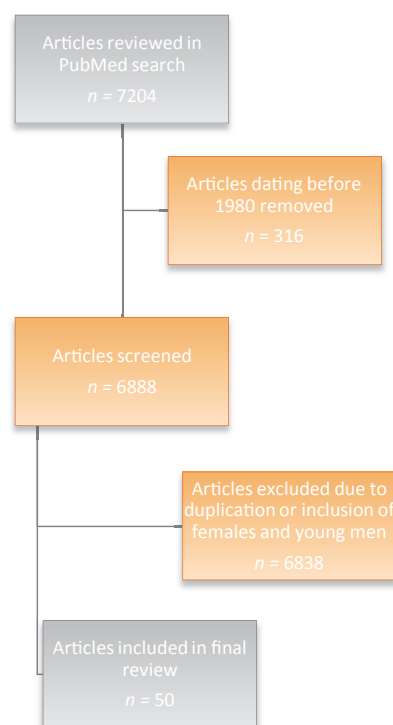 Articles reviewed in
PubMed search
n = 7204
Articles dating before
1980 removed
n = 316
Articles screened
n = 6888
Articles excluded due to
duplication or inclusion of
females and young men
n = 6838
Articles included in final
review
n = 50